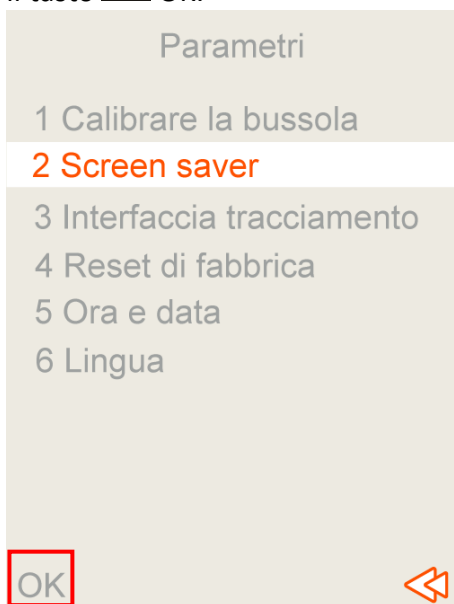 Parametri
1 Calibrare la bussola
2 Screen saver
3 Interfaccia tracciamento
4 Reset di fabbrica
5 Ora e data
6 Lingua
OK